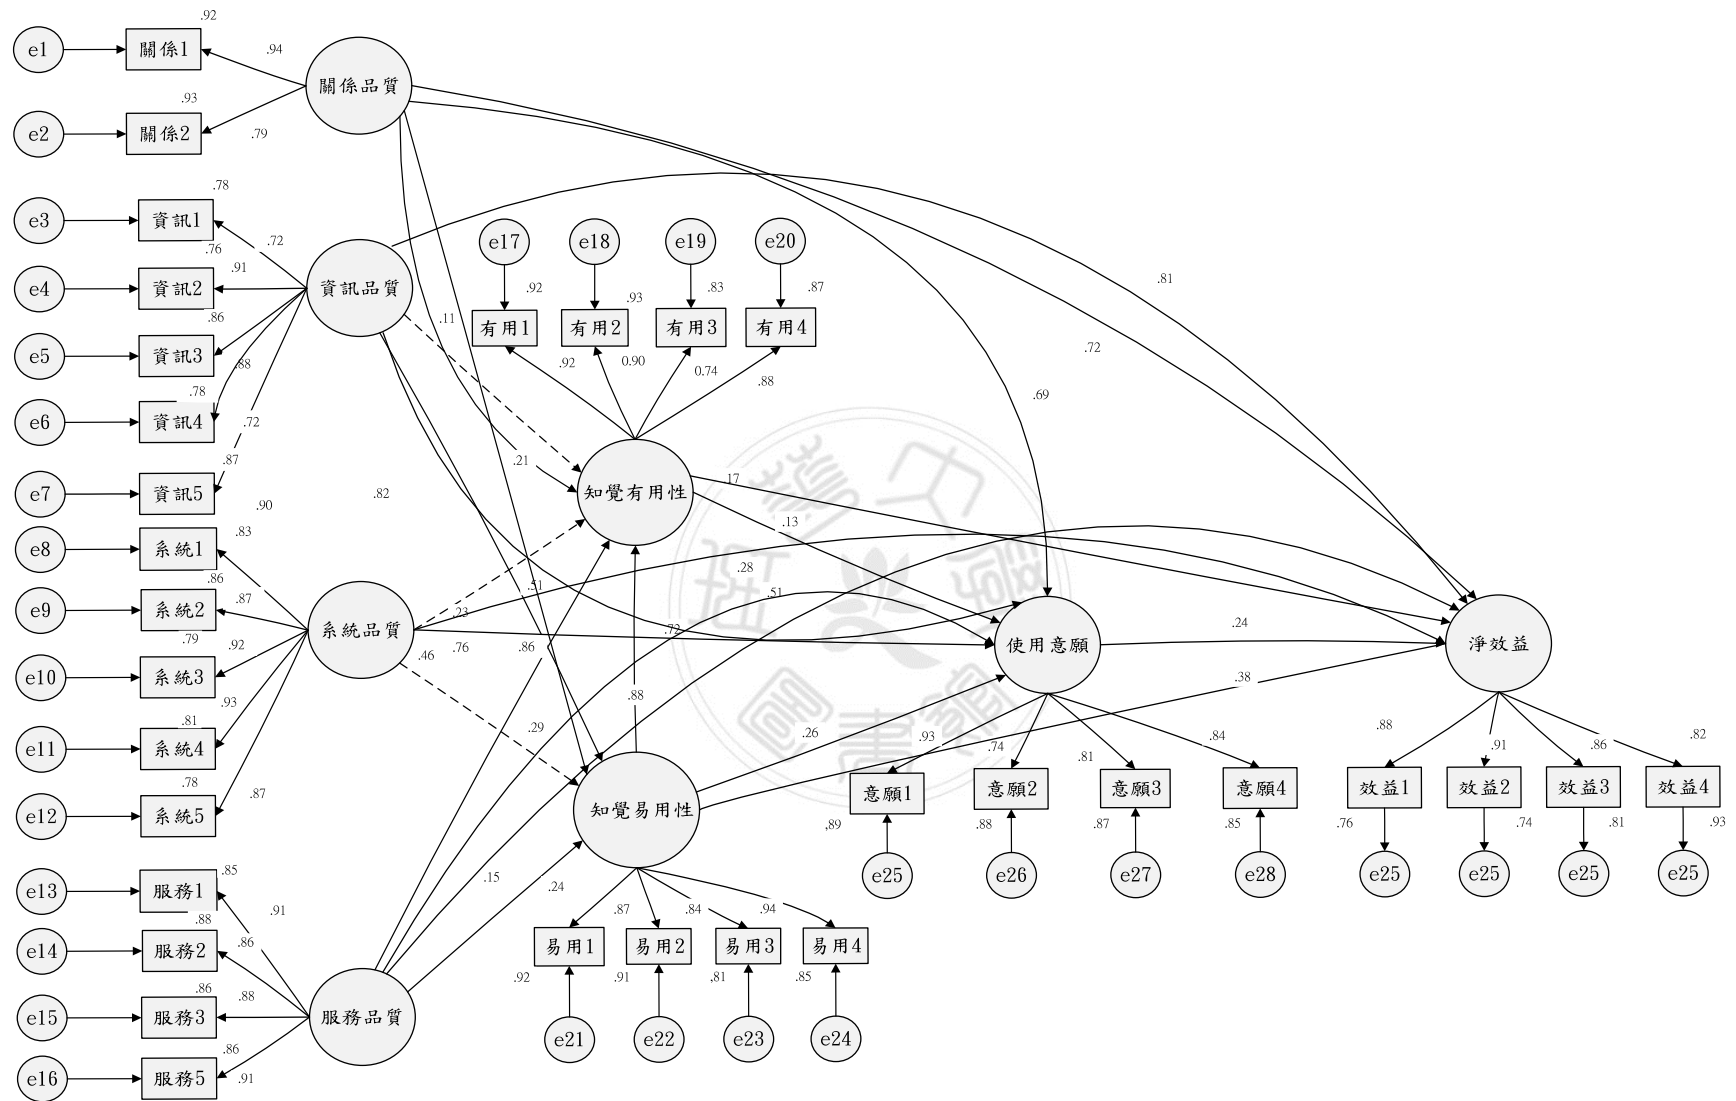 .92
e1
關係1
.94
關係品質
.93
e2
關係2
.79
.78
e3
資訊1
.72
.76
e4
資訊2
.91
資訊品質
.86
e5
資訊3
.88
.78
e6
資訊4
.72
.87
e7
資訊5
.90
e8
系統1
.83
.86
e9
系統2
.87
系統品質
.79
e10
系統3
.92
.93
.81
e11
系統4
.78
.87
e12
系統5
.85
e13
服務1
.91
.88
e14
服務2
.86
.86
e15
服務3
.88
服務品質
.86
e16
服務5
.91
e17
e18
e19
e20
.92
.93
.83
.87
有用1
有用2
有用3
有用4
.92
0.90
0.74
.88
.11
.21
.82
知覺有用性
.17
.13
.28
.51
.51
.23
.72
.46
.76
.86
.88
.29
.15
.24
.26
.81
.72
.69
.24
.38
使用意願
淨效益
知覺易用性
.93
.74
.81
.84
意願1
意願2
意願3
意願4
,89
.88
.87
.85
e25
e26
e27
e28
.88
.91
.86
.82
效益1
效益2
效益3
效益4
.76
.74
.81
.93
e25
e25
e25
e25
.87
.84
.94
易用1
易用2
易用3
易用4
.92
.91
,81
.85
e21
e22
e23
e24